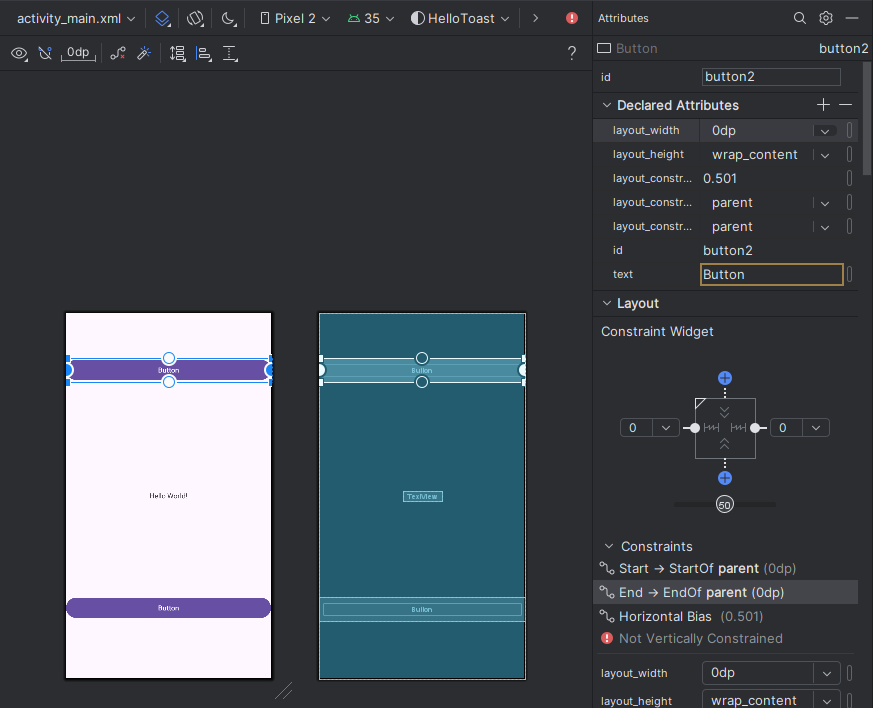 activity_main.xml Pixel 2 35 HelloToast Attributes
0dp ?
Button button2
id button2
Declared Attributes
layout_width 0dp
layout_height wrap_content
layout_constr... 0.501
layout_constr... parent
layout_constr... parent
id button2
text Button
Layout
Constraint Widget
0 0
50
Constraints
Start → StartOf parent (0dp)
End → EndOf parent (0dp)
Horizontal Bias (0.501)
Not Vertically Constrained
layout_width 0dp
layout_height wrap_content
Button
Hello World!
Button
Button
TextView
Button